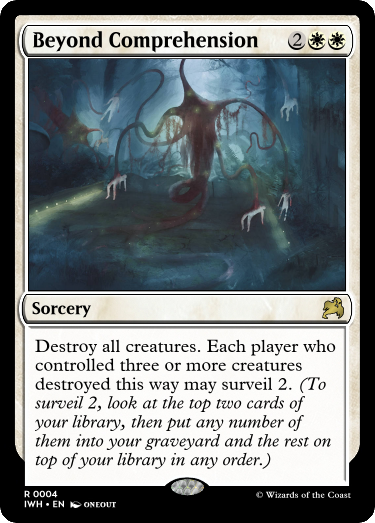 Beyond Comprehension 2
Sorcery
Destroy all creatures. Each player who
controlled three or more creatures
destroyed this way may surveil 2. (To
surveil 2, look at the top two cards of
your library, then put any number of
them into your graveyard and the rest on
top of your library in any order.)
R 0004
IWH • EN ONEOUT
© Wizards of the Coast